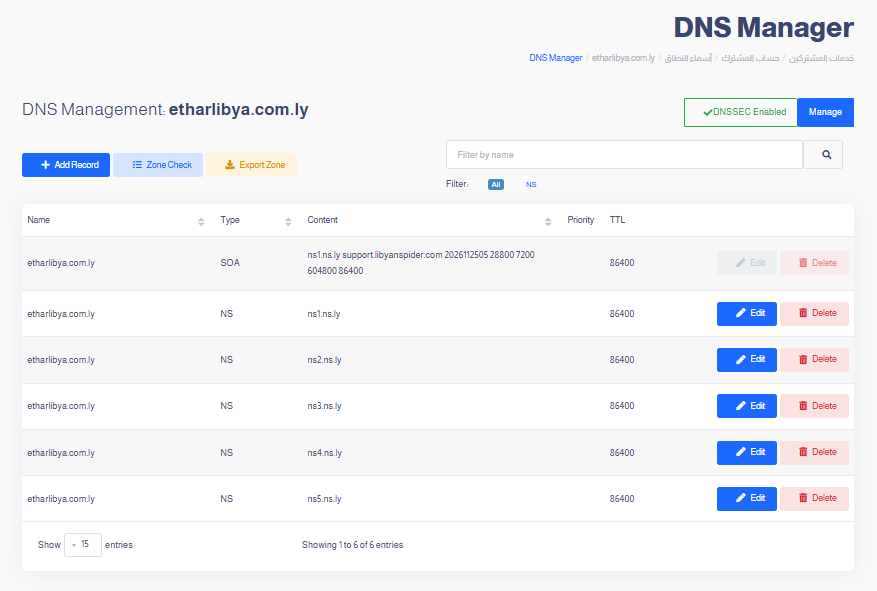 DNS Manager
خدمات المشتركين / حساب المشترك / أسماء النطاق / etharlibya.com.ly / DNS Manager
DNS Management: etharlibya.com.ly
DNSSEC Enabled Manage
Add Record Zone Check Export Zone
Filter by name
Filter: All NS
Name Type Content Priority TTL
etharlibya.com.ly SOA ns1.ns.ly support.libyanspider.com 2026112505 28800 7200
604800 86400 86400 Edit Delete
etharlibya.com.ly NS ns1.ns.ly 86400 Edit Delete
etharlibya.com.ly NS ns2.ns.ly 86400 Edit Delete
etharlibya.com.ly NS ns3.ns.ly 86400 Edit Delete
etharlibya.com.ly NS ns4.ns.ly 86400 Edit Delete
etharlibya.com.ly NS ns5.ns.ly 86400 Edit Delete
Show 15 entries Showing 1 to 6 of 6 entries